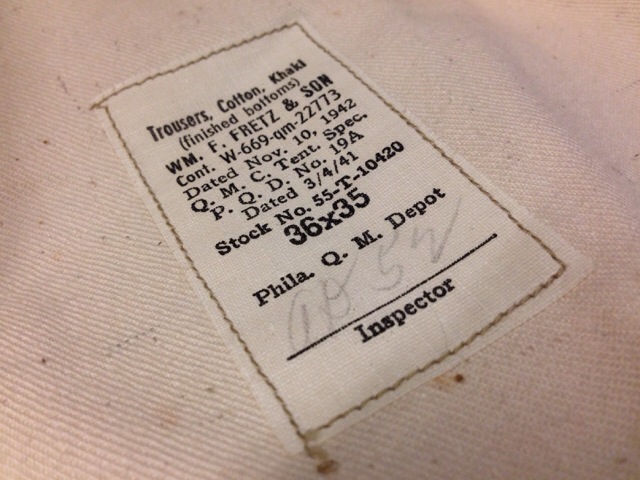 Trousers, Cotton, Khaki
(finished bottoms)
WM. F. FRETZ & SON
Cont. W-669-qm-22773
Dated Nov. 10, 1942
Q. M. C. Tent. Spec.
P. Q. D. No. 19A
Dated 3/4/41
Stock No. 55-T-10420
36x35
Phila. Q. M. Depot
Inspector